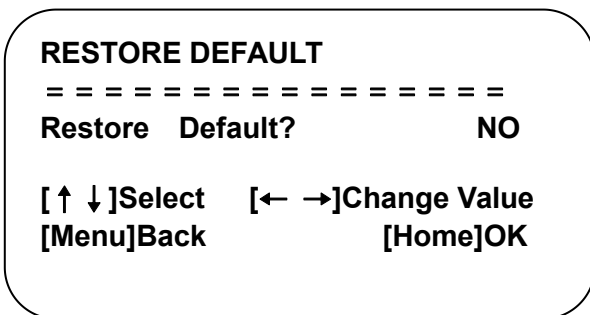 RESTORE DEFAULT
= = = = = = = = = = = = = = = =
Restore Default? NO
[↑ ↓]Select [← →]Change Value
[Menu]Back [Home]OK